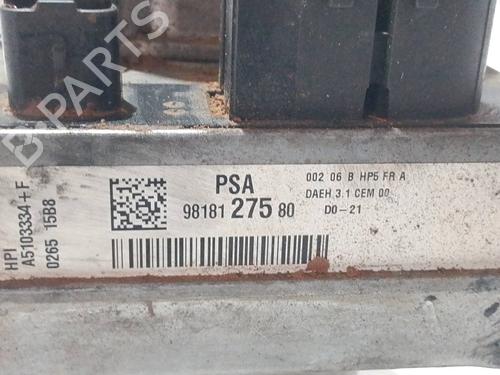 PSA
98181 275 80
002 06 B HP5 FR A
DAEH 3.1 CEM 00
D0-21
HPI
A5103334+F
0265 15B8
B-PARTS